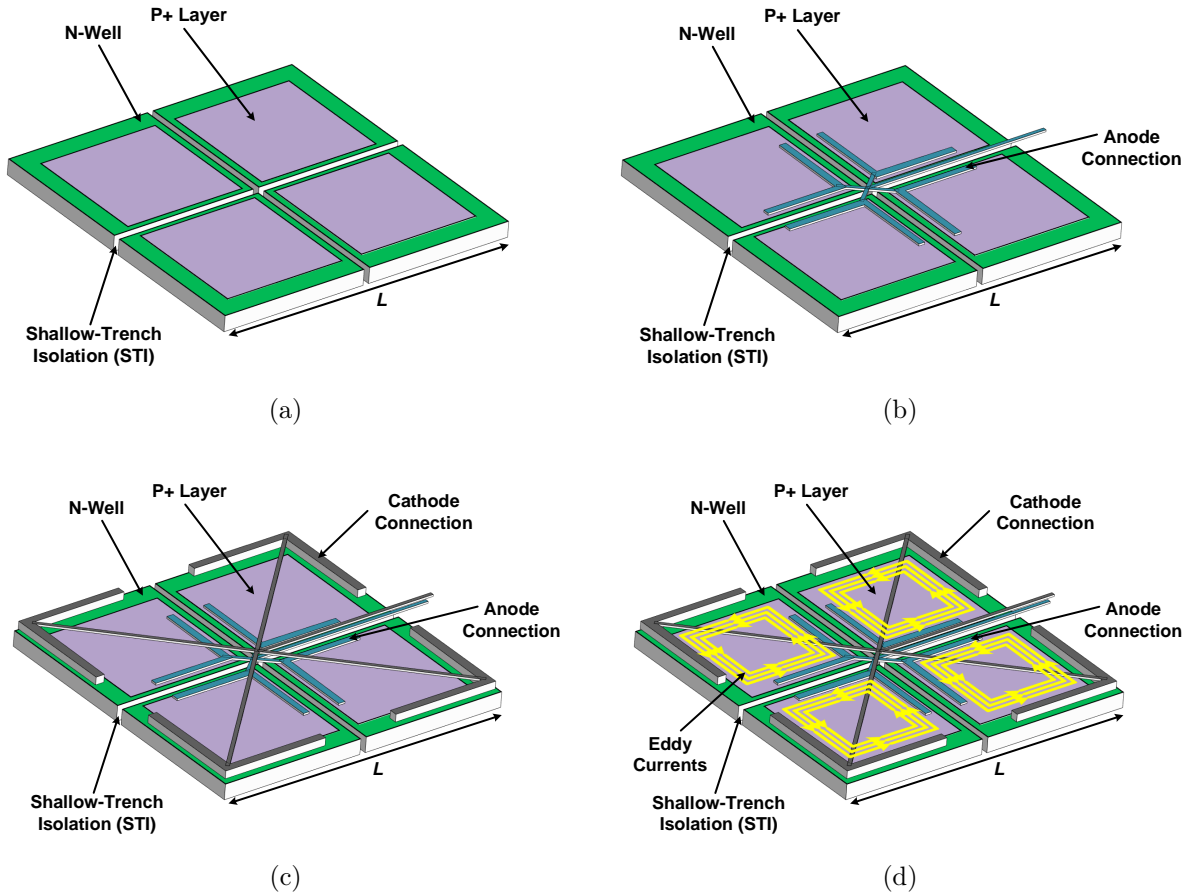 P+ Layer
N-Well
L
Shallow-Trench
Isolation (STI)
(a)
P+ Layer
N-Well
Anode
Connection
L
Shallow-Trench
Isolation (STI)
(b)
P+ Layer
N-Well
Cathode
Connection
Anode
Connection
L
Shallow-Trench
Isolation (STI)
(c)
P+ Layer
N-Well
Cathode
Connection
Anode
Connection
Eddy
Currents
L
Shallow-Trench
Isolation (STI)
(d)